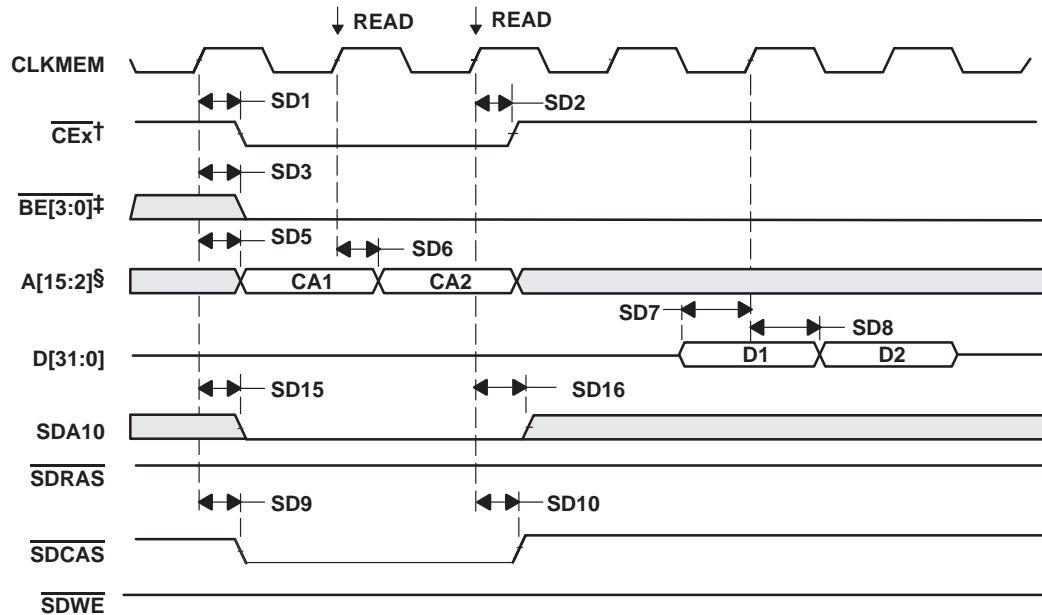 READ READ
CLKMEM
SD1 SD2
CEx†
SD3
BE[3:0]‡
SD5 SD6
A[15:2]§ CA1 CA2
SD7 SD8
D[31:0] D1 D2
SD15 SD16
SDA10
SDRAS
SD9 SD10
SDCAS
SDWE